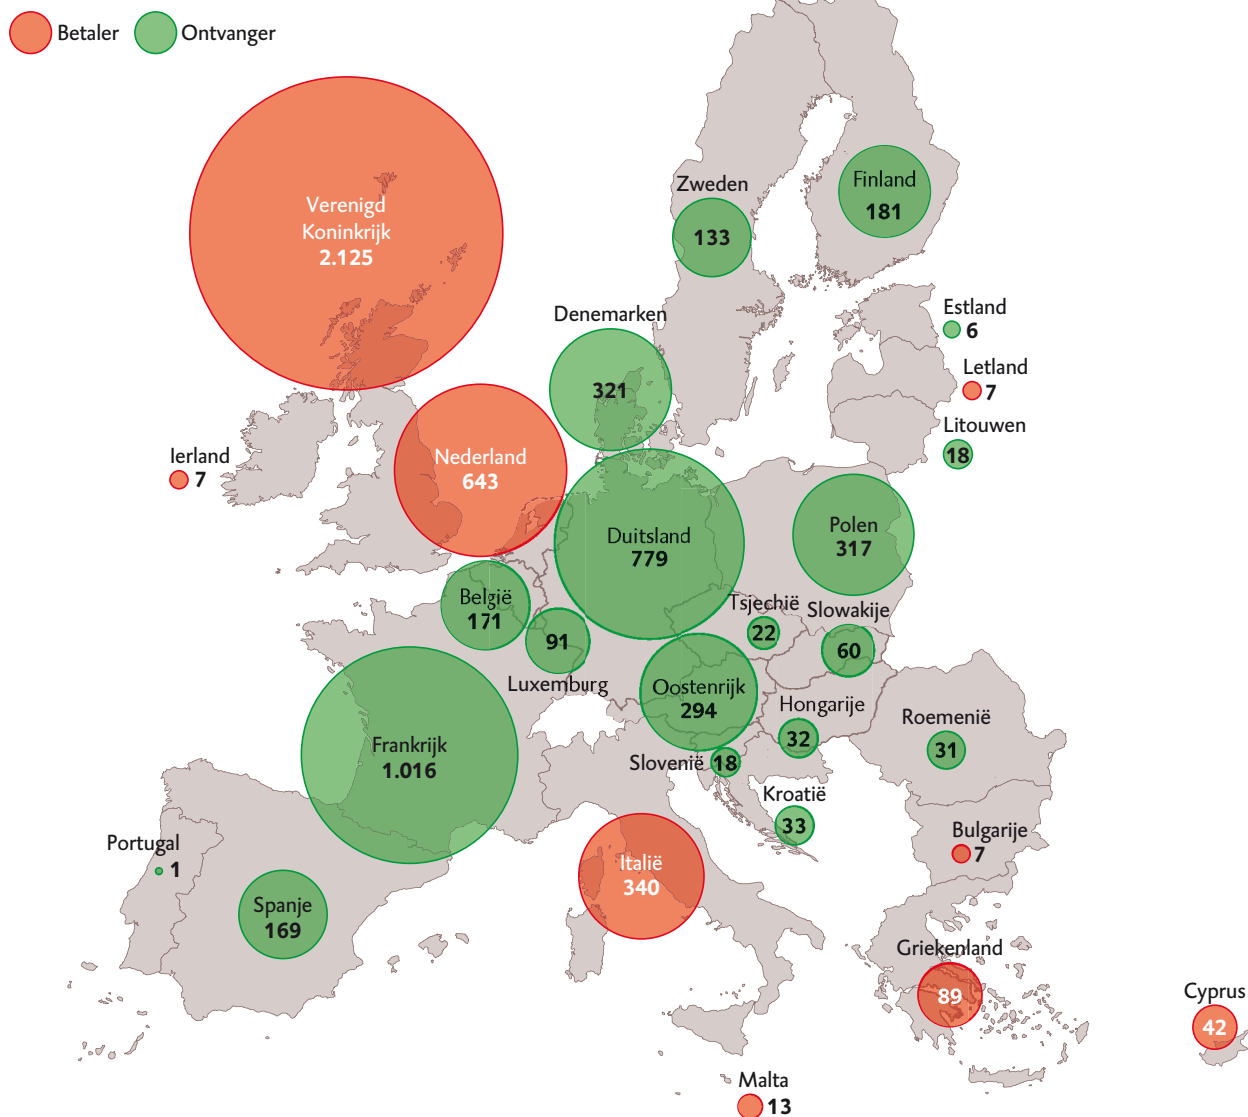 Betaler
Ontvanger
Verenigd
Koninkrijk
2.125
Zweden
133
Finland
181
Denemarken
321
Estland
6
Letland
7
Litouwen
18
Ierland
7
Nederland
643
Duitsland
779
Polen
317
België
171
91
Luxemburg
Tsjechië
22
Slowakije
60
Oostenrijk
294
Hongarije
32
Roemenië
31
Frankrijk
1.016
Slovenië
18
Kroatië
33
Portugal
1
Spanje
169
Italië
340
Bulgarije
7
Griekenland
89
Cyprus
42
Malta
13